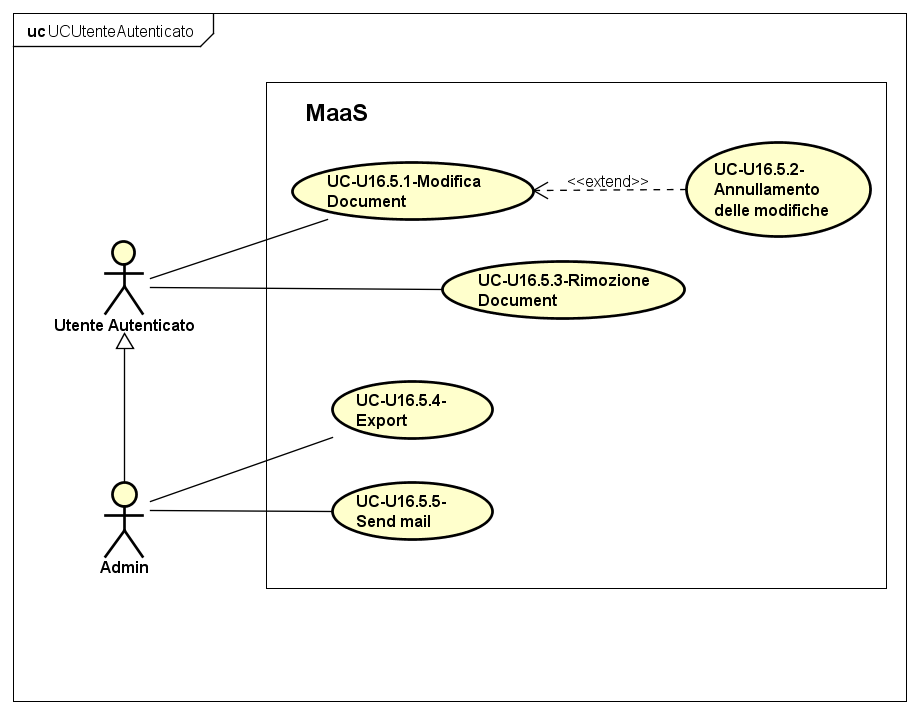 uc UCUtenteAutenticato
MaaS
UC-U16.5.1-Modifica
Document
<<extend>>
UC-U16.5.2-
Annullamento
delle modifiche
UC-U16.5.3-Rimozione
Document
Utente Autenticato
UC-U16.5.4-
Export
UC-U16.5.5-
Send mail
Admin